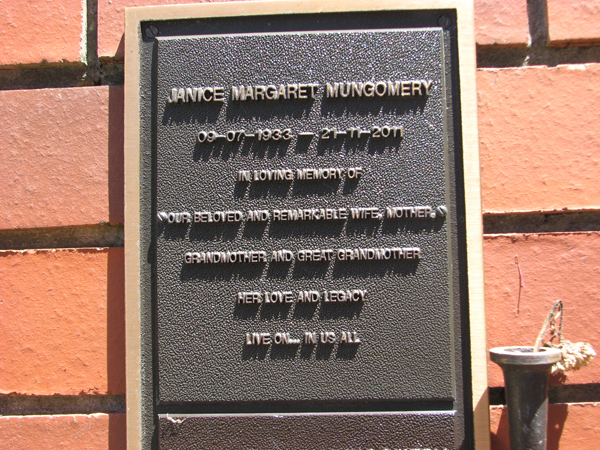 JANICE MARGARET MUNGOMERY
09-07-1933 - 21-11-2011
IN LOVING MEMORY OF
"OUR BELOVED AND REMARKABLE WIFE, MOTHER,"
GRANDMOTHER AND GREAT GRANDMOTHER
HER LOVE AND LEGACY
LIVE ON... IN US ALL